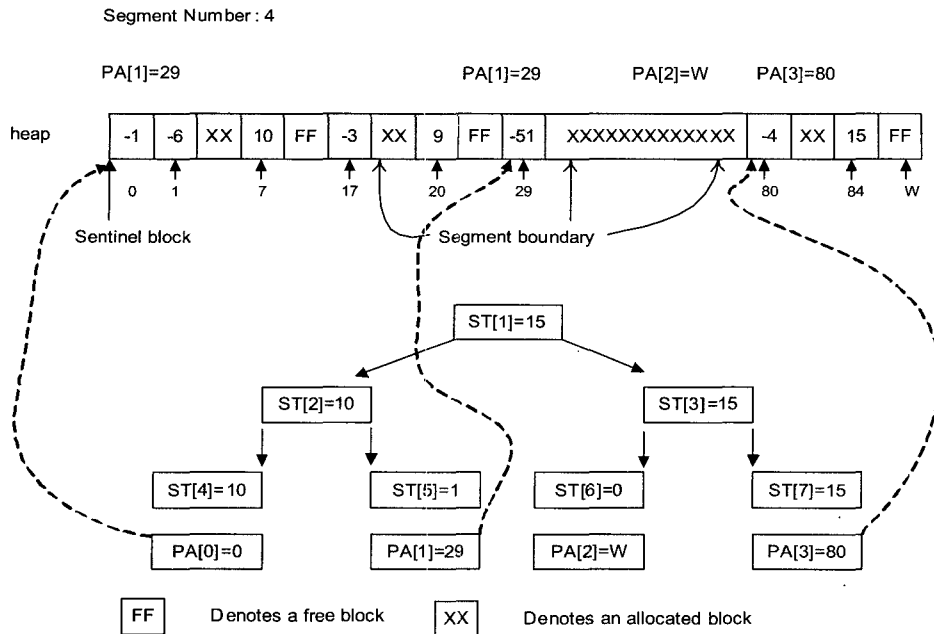 Segment Number : 4
PA[1]=29 PA[1]=29 PA[2]=W PA[3]=80
heap -1 -6 XX 10 FF -3 XX 9 FF -51 XXXXXXXXXXXXX -4 XX 15 FF
0 1 7 17 20 29 80 84 W
Sentinel block Segment boundary
ST[1]=15
ST[2]=10 ST[3]=15
ST[4]=10 ST[5]=1 ST[6]=0 ST[7]=15
PA[0]=0 PA[1]=29 PA[2]=W PA[3]=80
FF Denotes a free block XX Denotes an allocated block